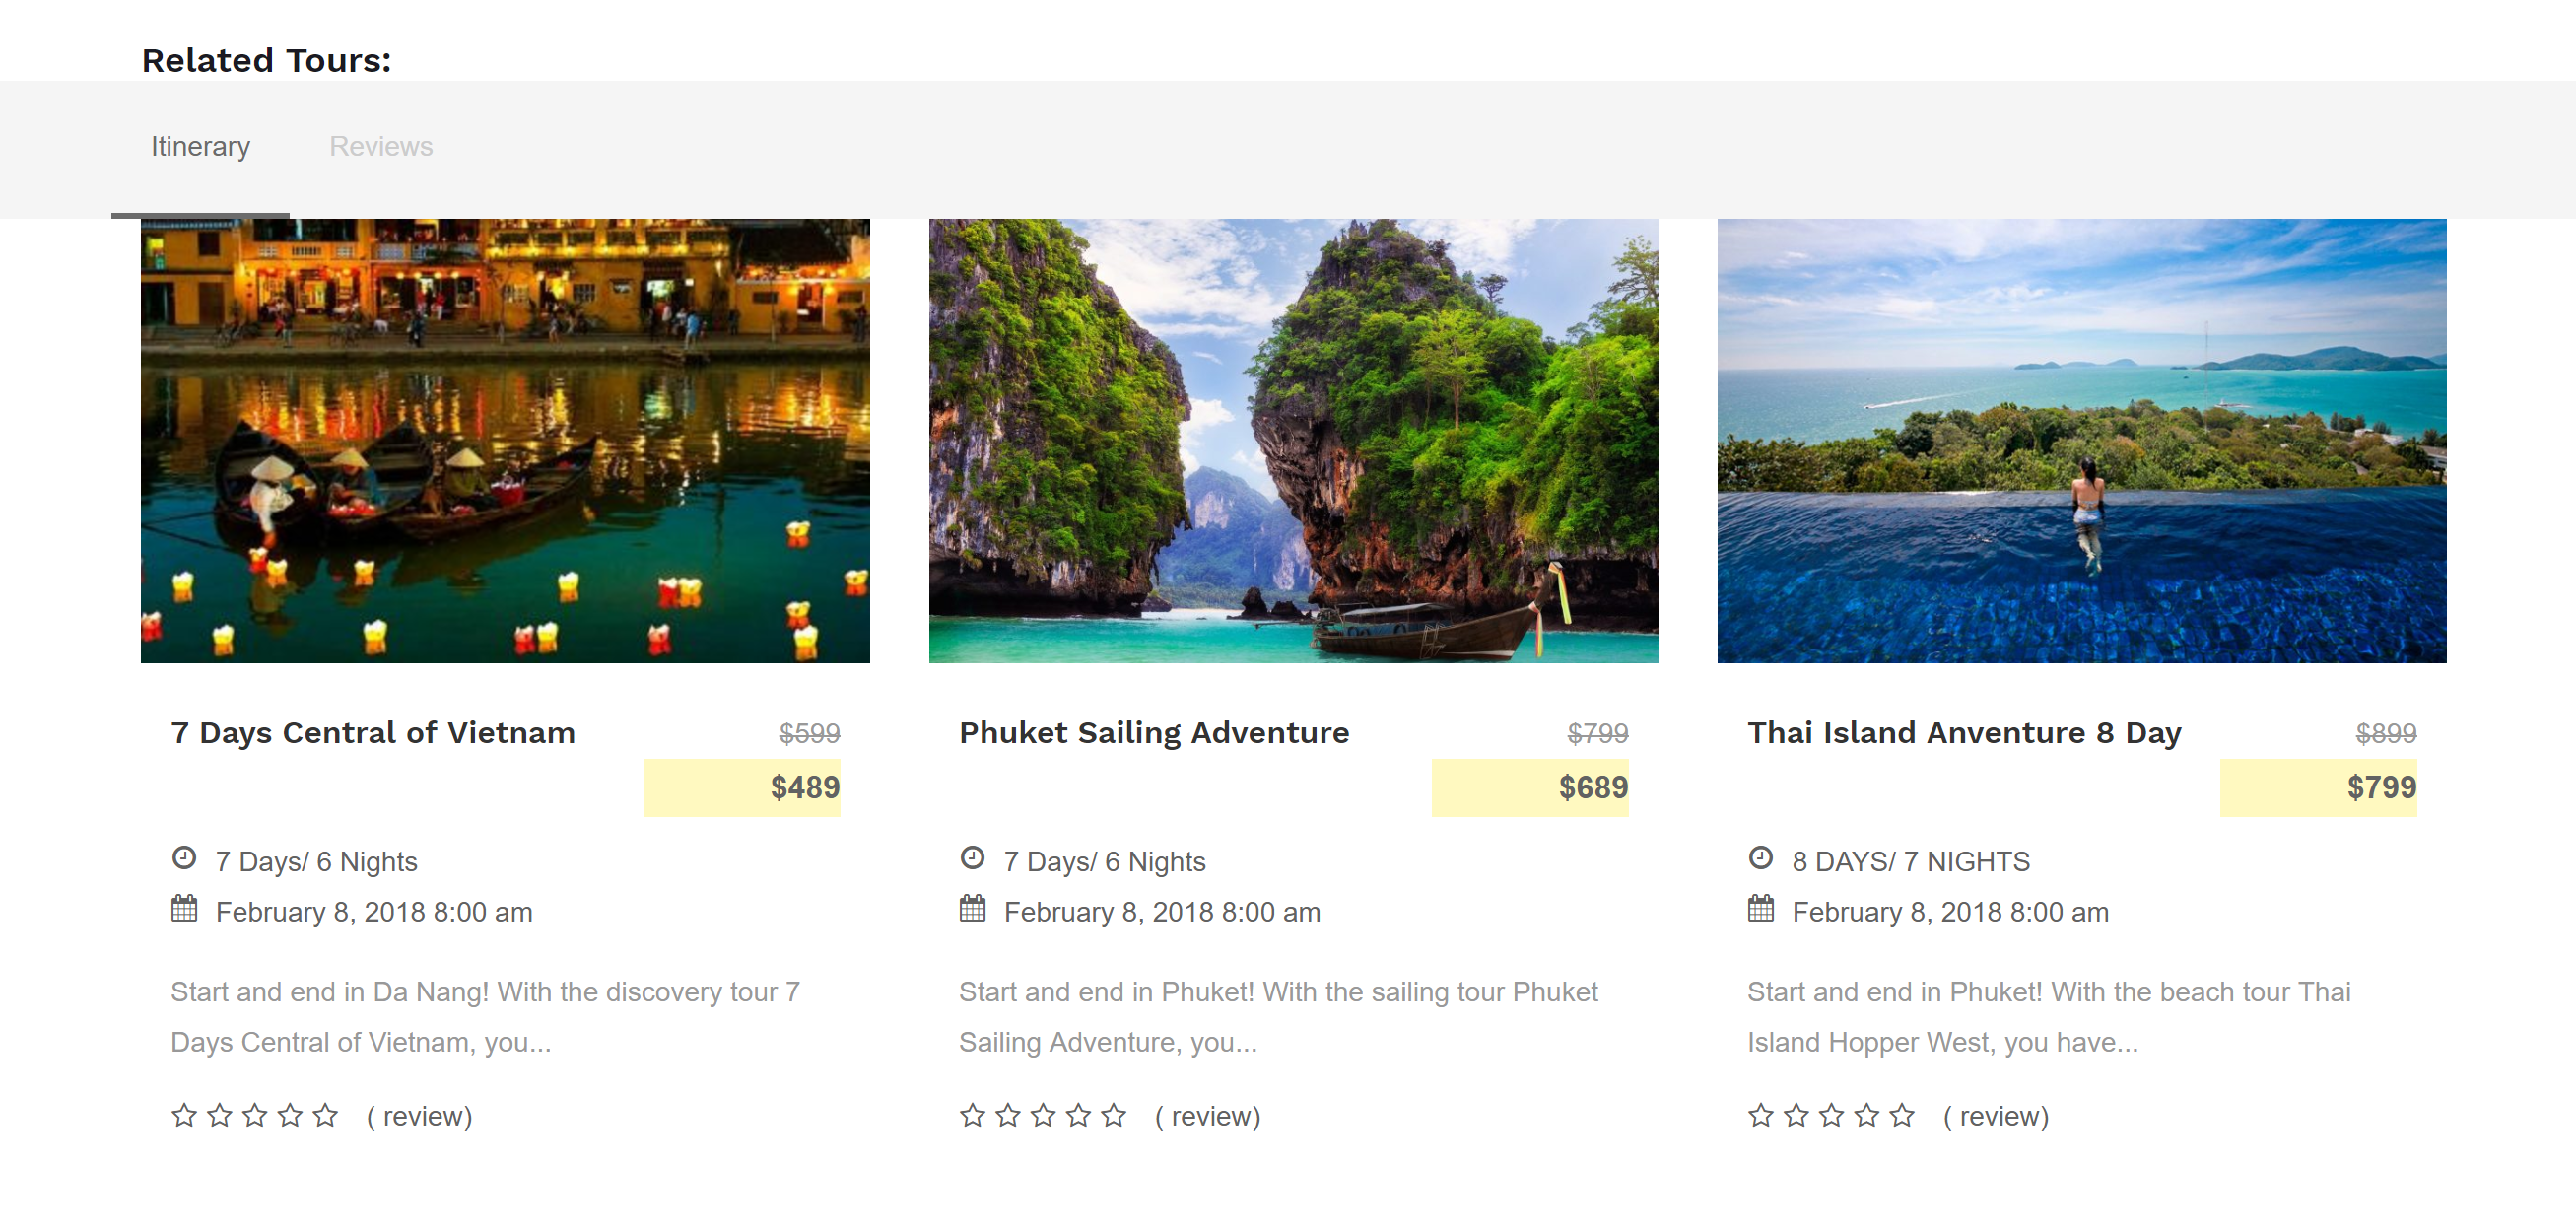 Related Tours:
Itinerary
Reviews
7 Days Central of Vietnam
$599
$489
7 Days/ 6 Nights
February 8, 2018 8:00 am
Start and end in Da Nang! With the discovery tour 7
Days Central of Vietnam, you...
( review)
Phuket Sailing Adventure
$799
$689
7 Days/ 6 Nights
February 8, 2018 8:00 am
Start and end in Phuket! With the sailing tour Phuket
Sailing Adventure, you...
( review)
Thai Island Anventure 8 Day
$899
$799
8 DAYS/ 7 NIGHTS
February 8, 2018 8:00 am
Start and end in Phuket! With the beach tour Thai
Island Hopper West, you have...
( review)